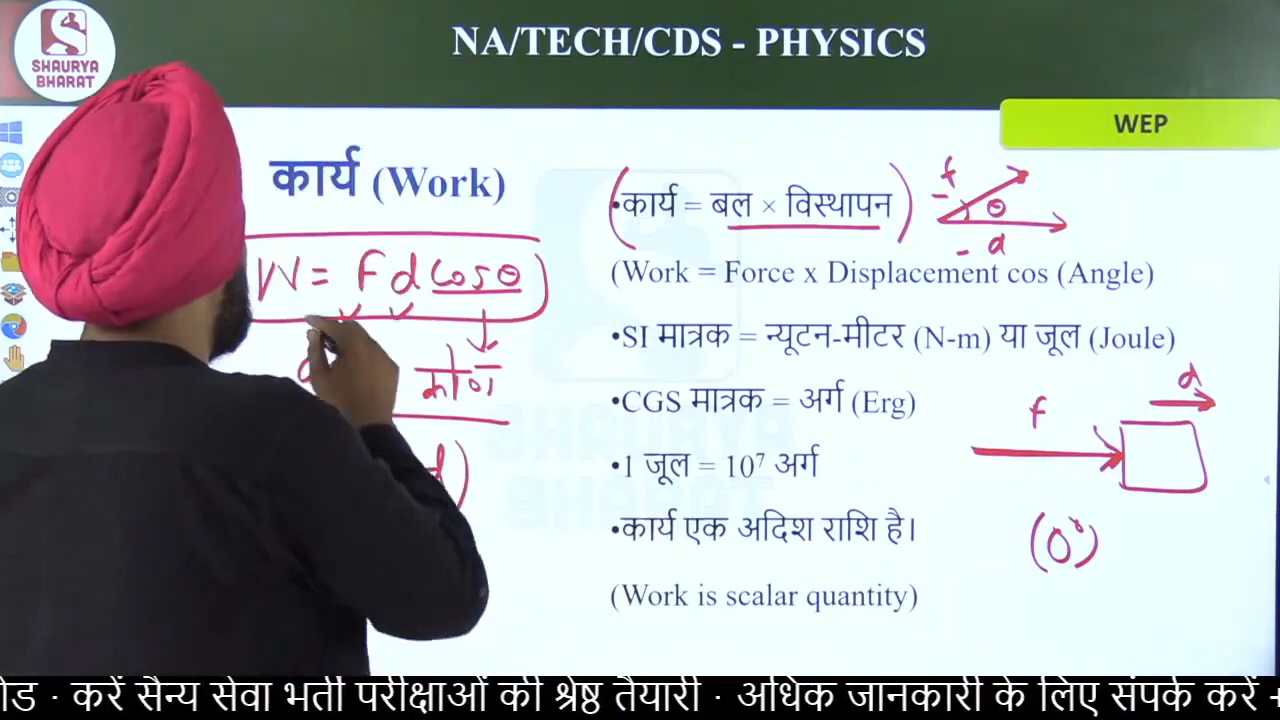 SHAURYA
BHARAT
NA/TECH/CDS - PHYSICS
WEP
कार्य (Work)
W = Fd cosθ
कोण
d)
•कार्य = बल × विस्थापन
f
θ
d
(Work = Force x Displacement cos (Angle)
•SI मात्रक = न्यूटन-मीटर (N-m) या जूल (Joule)
•CGS मात्रक = अर्ग (Erg)
•1 जूल = 10⁷ अर्ग
•कार्य एक अदिश राशि है।
(Work is scalar quantity)
f
d
(0°)
रोड · करें सैन्य सेवा भर्ती परीक्षाओं की श्रेष्ठ तैयारी · अधिक जानकारी के लिए संपर्क करें